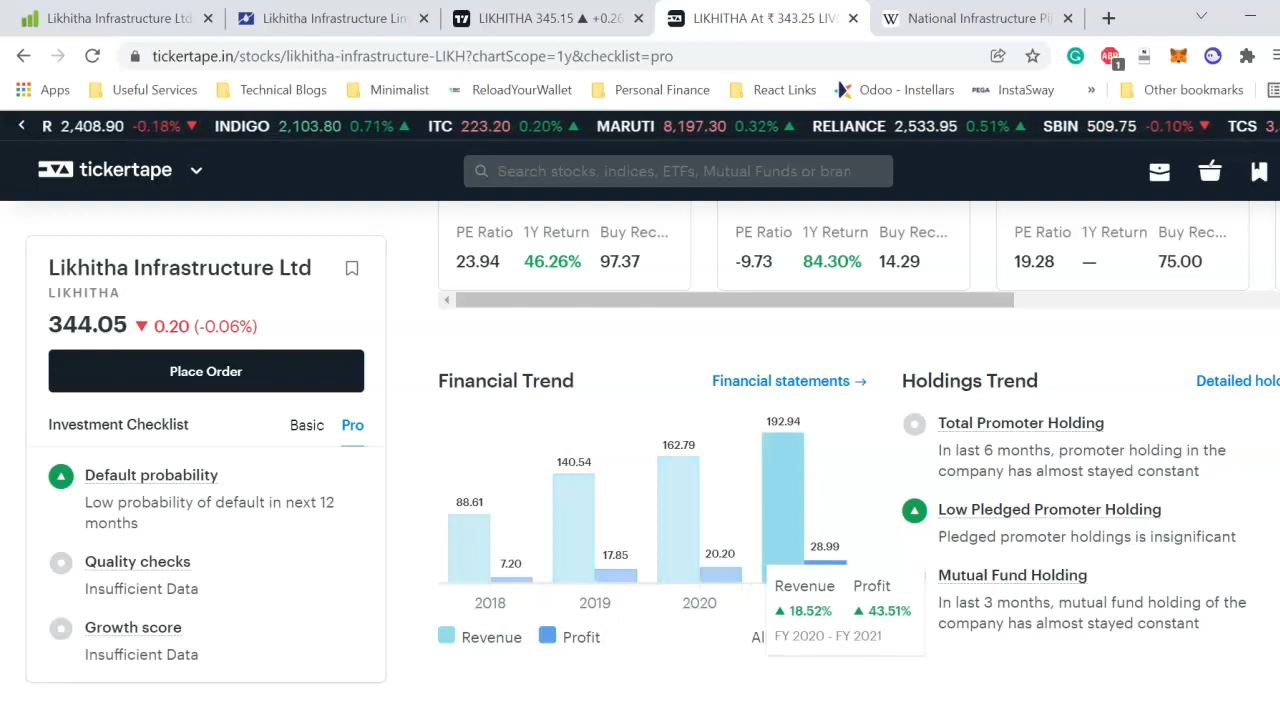 Likhitha Infrastructure Ltd
Likhitha Infrastructure Lim
LIKHITHA 345.15 ▲ +0.26
LIKHITHA At ₹ 343.25 LIV
National Infrastructure Pi
tickertape.in/stocks/likhitha-infrastructure-LIKH?chartScope=1y&checklist=pro
Apps
Useful Services
Technical Blogs
Minimalist
ReloadYourWallet
Personal Finance
React Links
Odoo - Instellars
PEGA InstaSway
»
Other bookmarks
R 2,408.90 -0.18% ▼ INDIGO 2,103.80 0.71% ▲ ITC 223.20 0.20% ▲ MARUTI 8,197.30 0.32% ▲ RELIANCE 2,533.95 0.51% ▲ SBIN 509.75 -0.10% ▼ TCS 3,
tickertape
Search stocks, indices, ETFs, Mutual Funds or bran
Likhitha Infrastructure Ltd
LIKHITHA
344.05 ▼ 0.20 (-0.06%)
Place Order
Investment Checklist Basic Pro
Default probability
Low probability of default in next 12
months
Quality checks
Insufficient Data
Growth score
Insufficient Data
PE Ratio 1Y Return Buy Rec...
23.94 46.26% 97.37
PE Ratio 1Y Return Buy Rec...
-9.73 84.30% 14.29
PE Ratio 1Y Return Buy Rec...
19.28 — 75.00
Financial Trend Financial statements →
192.94
162.79
140.54
88.61
7.20
17.85
20.20
28.99
2018 2019 2020
Revenue Profit
Al
Revenue Profit
▲ 18.52% ▲ 43.51%
FY 2020 - FY 2021
Holdings Trend Detailed hold
Total Promoter Holding
In last 6 months, promoter holding in the
company has almost stayed constant
Low Pledged Promoter Holding
Pledged promoter holdings is insignificant
Mutual Fund Holding
In last 3 months, mutual fund holding of the
company has almost stayed constant